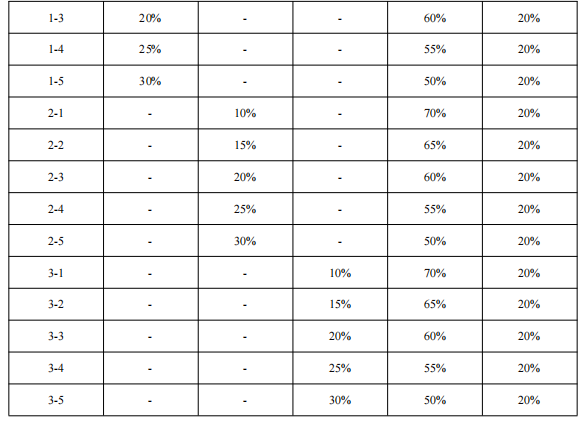 1-3 20% - - 60% 20%
1-4 25% - - 55% 20%
1-5 30% - - 50% 20%
2-1 - 10% - 70% 20%
2-2 - 15% - 65% 20%
2-3 - 20% - 60% 20%
2-4 - 25% - 55% 20%
2-5 - 30% - 50% 20%
3-1 - - 10% 70% 20%
3-2 - - 15% 65% 20%
3-3 - - 20% 60% 20%
3-4 - - 25% 55% 20%
3-5 - - 30% 50% 20%